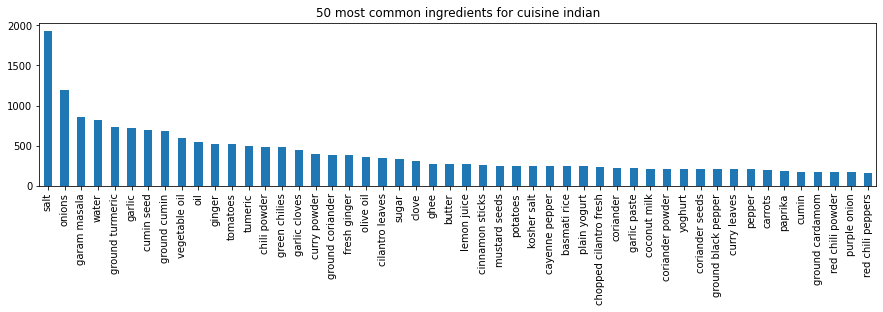 50 most common ingredients for cuisine indian
2000
1500
1000
500
0
salt
onions
garam masala
water
ground turmeric
garlic
cumin seed
ground cumin
vegetable oil
oil
ginger
tomatoes
tumeric
chili powder
green chilies
garlic cloves
curry powder
ground coriander
fresh ginger
olive oil
cilantro leaves
sugar
clove
ghee
butter
lemon juice
cinnamon sticks
mustard seeds
potatoes
kosher salt
cayenne pepper
basmati rice
plain yogurt
chopped cilantro fresh
coriander
garlic paste
coconut milk
coriander powder
yoghurt
coriander seeds
ground black pepper
curry leaves
pepper
carrots
paprika
cumin
ground cardamom
red chili powder
purple onion
red chili peppers